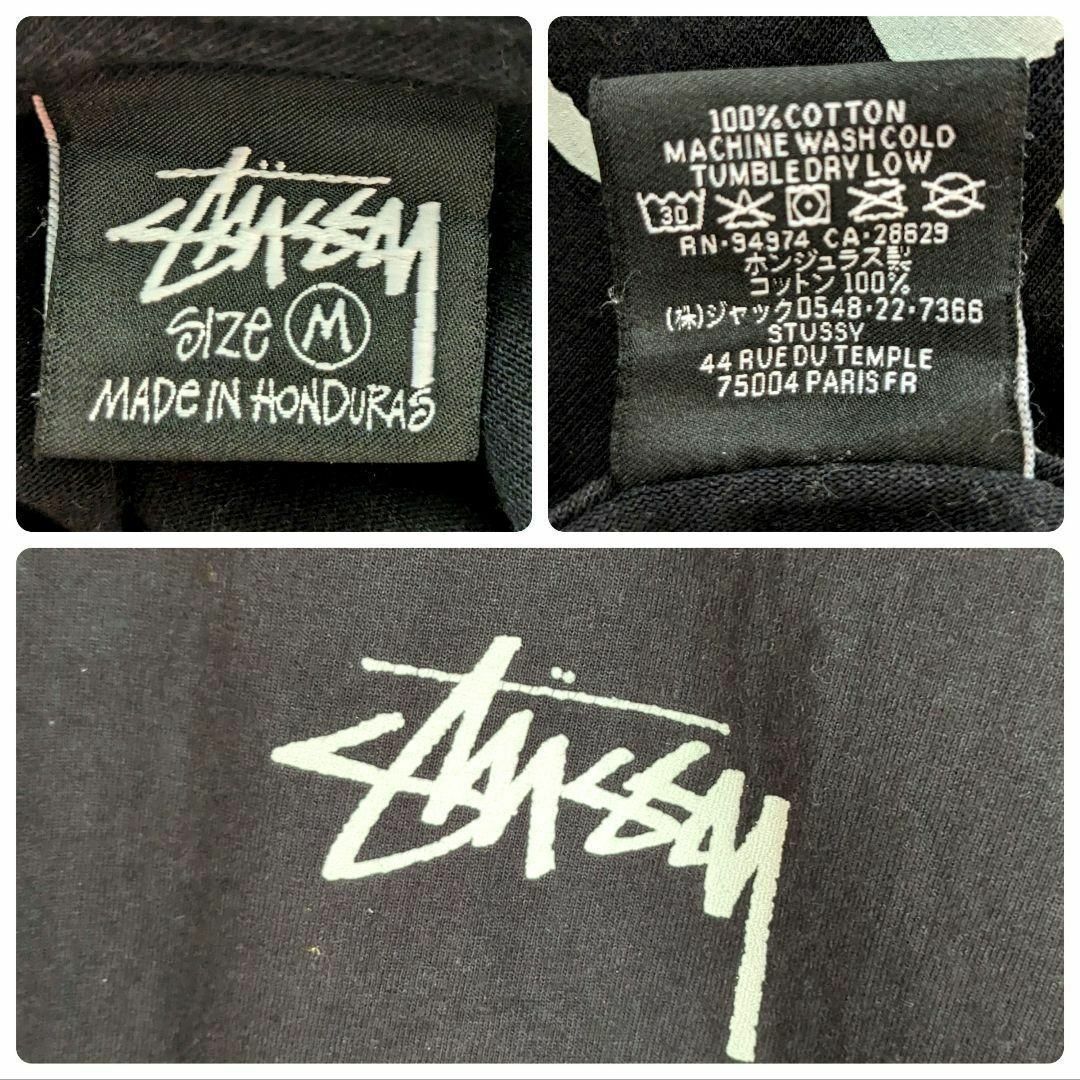 STÜSSY
SIZE M
MADE IN HONDURAS
100% COTTON
MACHINE WASH COLD
TUMBLE DRY LOW
30
RN·94974 CA·28629
ホンジュラス製
コットン 100%
(株)ジャック0548·22·7366
STUSSY
44 RUE DU TEMPLE
75004 PARIS FR
STÜSSY